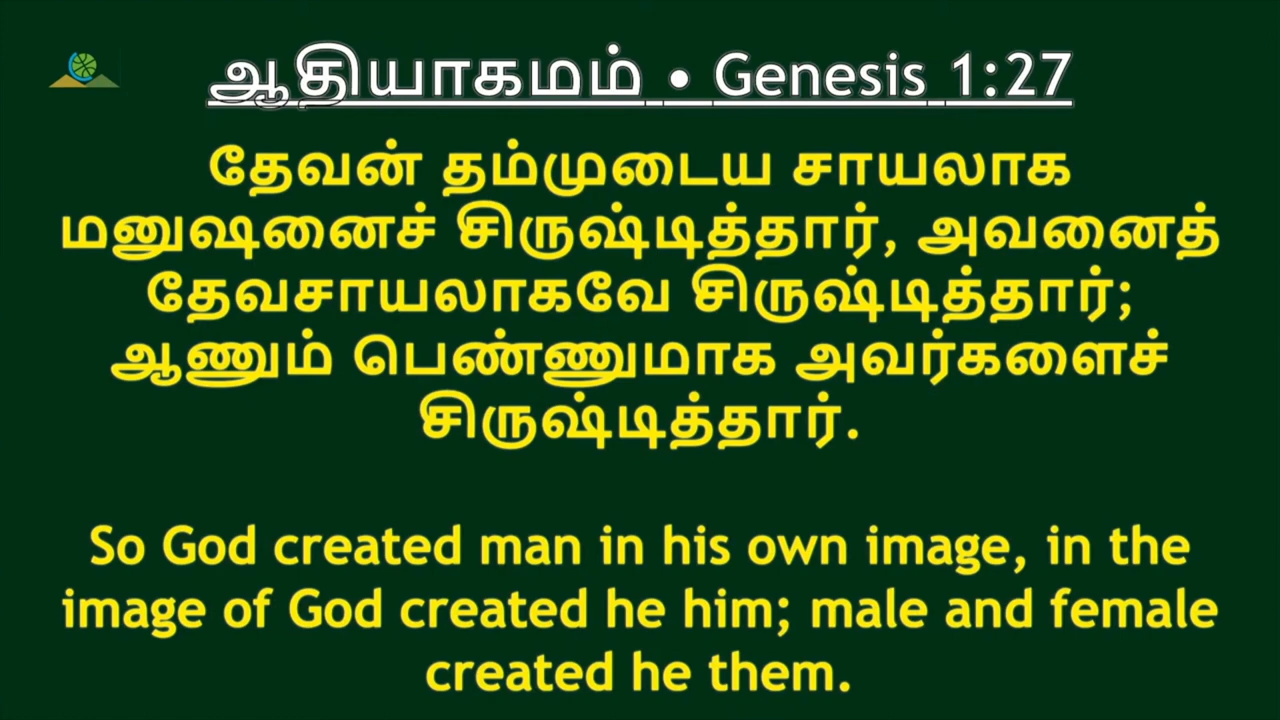 ஆதியாகமம் • Genesis 1:27
தேவன் தம்முடைய சாயலாக
மனுஷனைச் சிருஷ்டித்தார், அவனைத்
தேவசாயலாகவே சிருஷ்டித்தார்;
ஆணும் பெண்ணுமாக அவர்களைச்
சிருஷ்டித்தார்.
So God created man in his own image, in the
image of God created he him; male and female
created he them.